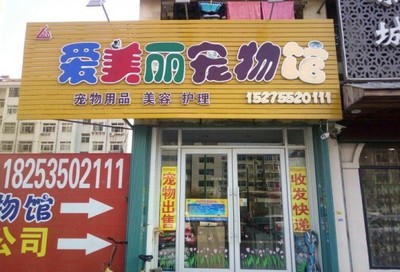 爱美丽宠物馆
宠物用品 美容 护理 15275520111
18253502111
物馆
公司
宠物出售
收发快递